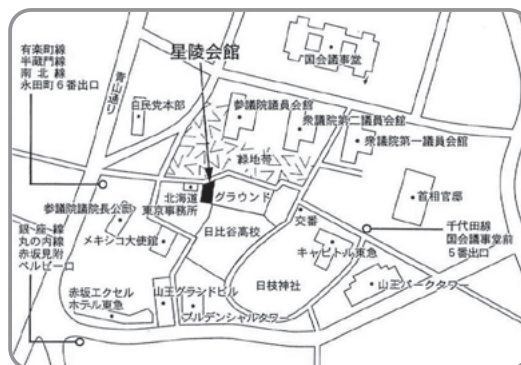 有楽町線
半蔵門線
南北線
永田町6番出口
星陵会館
国会議事堂
青山通り
自民党本部
参議院議員会館
衆議院第二議員会館
衆議院第一議員会館
緑地帯
北海道
東京事務所
グラウンド
首相官邸
参議院議院長公邸
メキシコ大使館
日比谷高校
交番
千代田線
国会議事堂前
5番出口
銀座線
丸の内線
赤坂見附
ベルビー口
キャピトル東急
日枝神社
赤坂エクセル
ホテル東急
山王グランドビル
プルデンシャルタワー
山王パークタワー